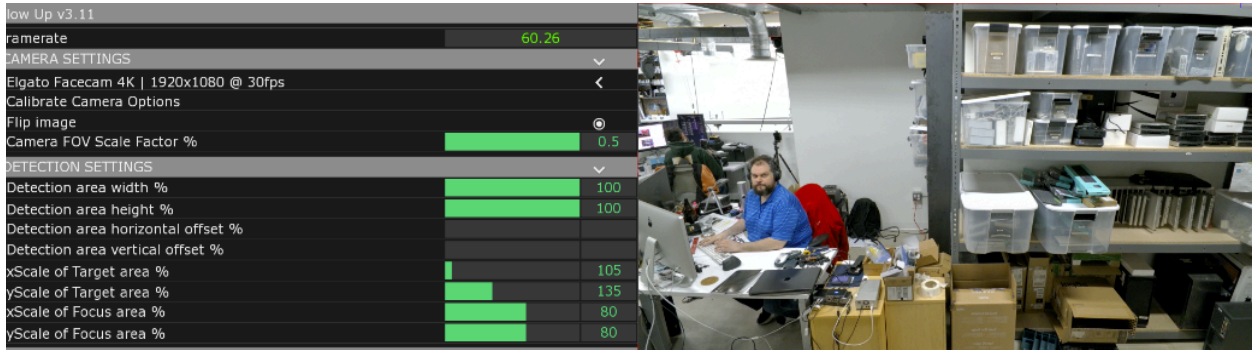 low Up v3.11
ramerate 60.26
CAMERA SETTINGS
Elgato Facecam 4K | 1920x1080 @ 30fps
Calibrate Camera Options
Flip image
Camera FOV Scale Factor % 0.5
DETECTION SETTINGS
Detection area width % 100
Detection area height % 100
Detection area horizontal offset %
Detection area vertical offset %
xScale of Target area % 105
yScale of Target area % 135
xScale of Focus area % 80
yScale of Focus area % 80